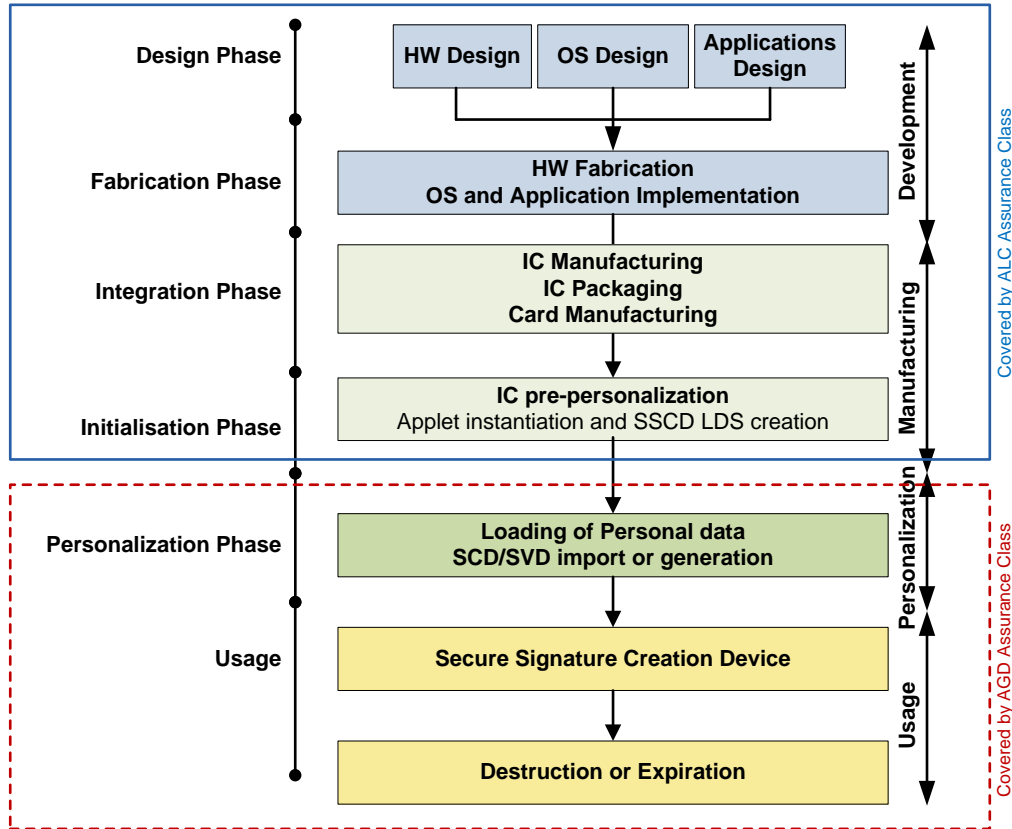 Design Phase
HW Design
OS Design
Applications
Design
Development
Covered by ALC Assurance Class
Fabrication Phase
HW Fabrication
OS and Application Implementation
Integration Phase
IC Manufacturing
IC Packaging
Card Manufacturing
Manufacturing
Initialisation Phase
IC pre-personalization
Applet instantiation and SSCD LDS creation
Personalization Phase
Loading of Personal data
SCD/SVD import or generation
Personalization
Covered by AGD Assurance Class
Usage
Secure Signature Creation Device
Usage
Destruction or Expiration